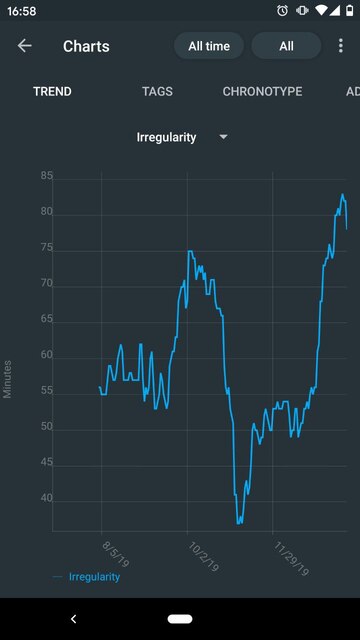 16:58
Charts
All time
All
TREND
TAGS
CHRONOTYPE
AD
Irregularity
85
80
75
70
65
60
55
50
45
40
Minutes
8/5/19
10/2/19
11/29/19
Irregularity